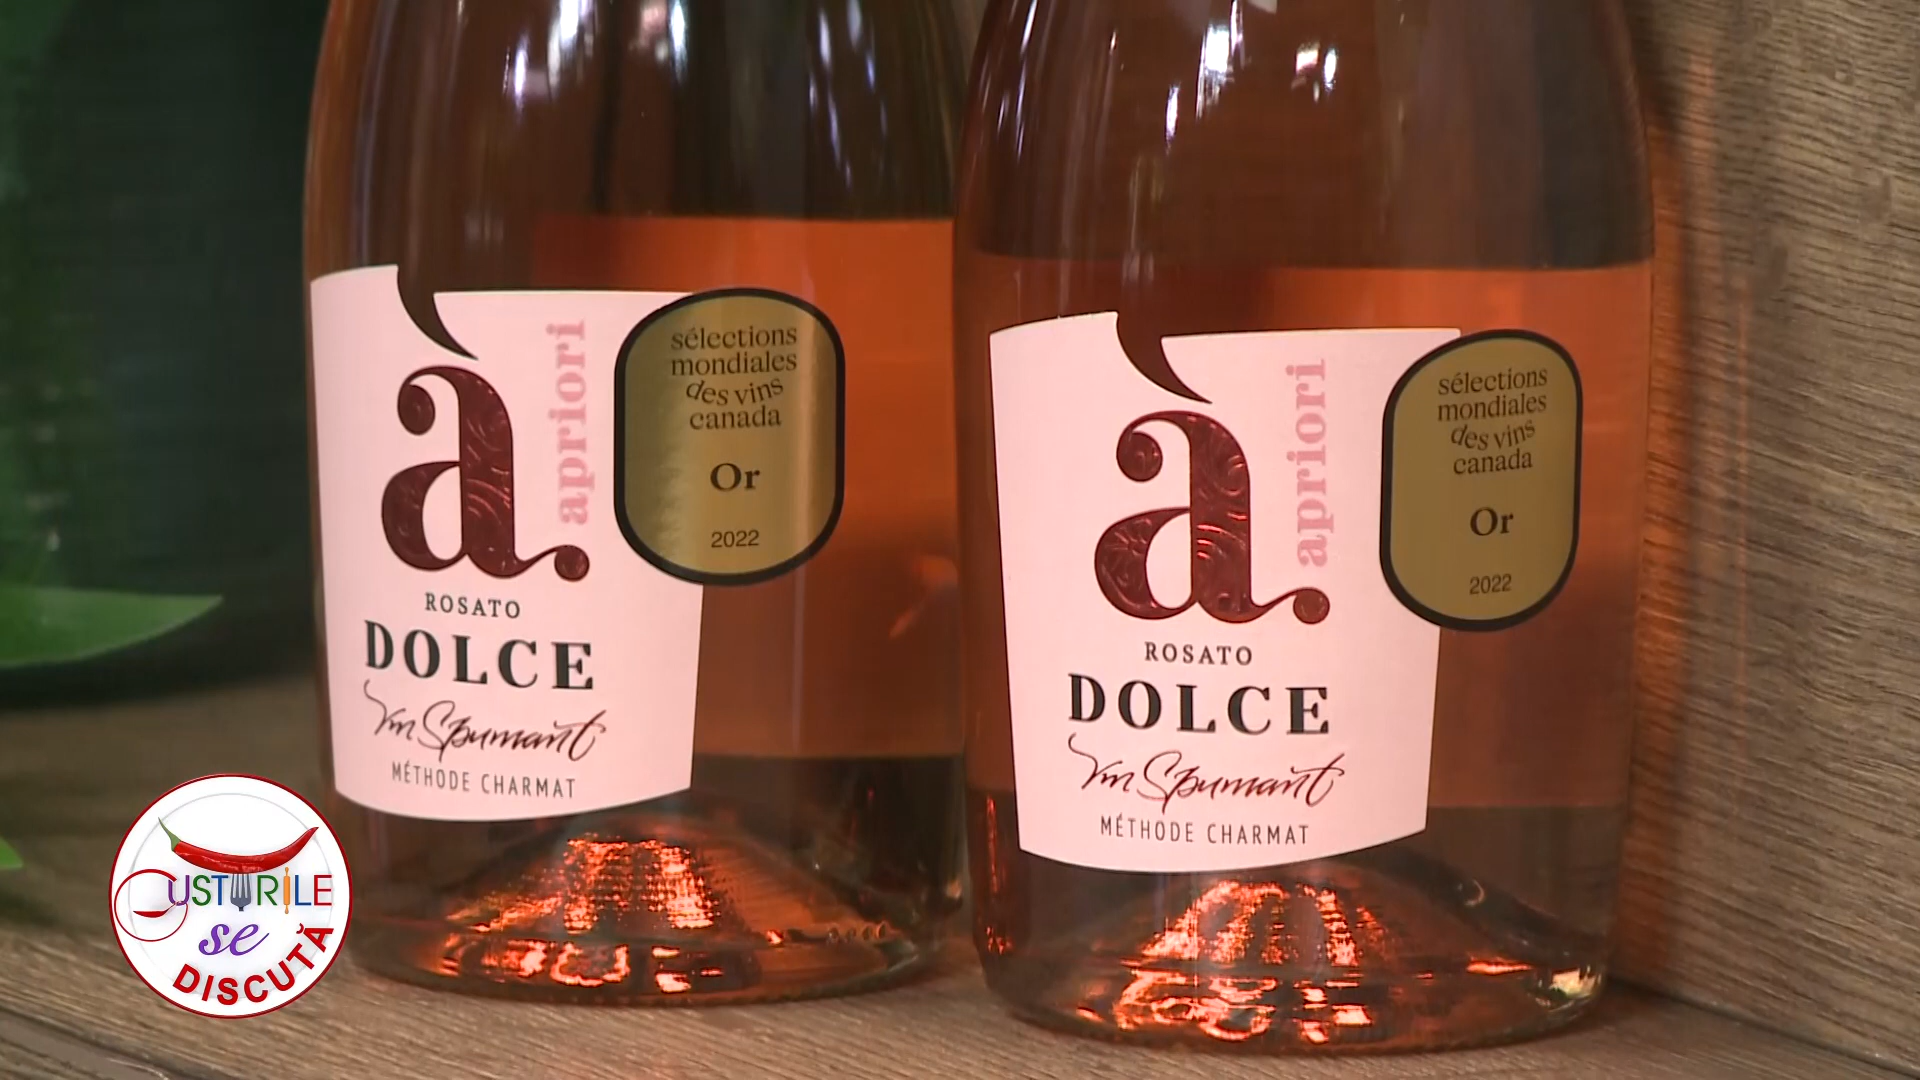 à.
apriori
ROSATO
DOLCE
Vin Spumant
MÉTHODE CHARMAT
sélections
mondiales
des vins
canada
Or
2022
à.
apriori
ROSATO
DOLCE
Vin Spumant
MÉTHODE CHARMAT
sélections
mondiales
des vins
canada
Or
2022
GUSTURILE
se
DISCUTĂ